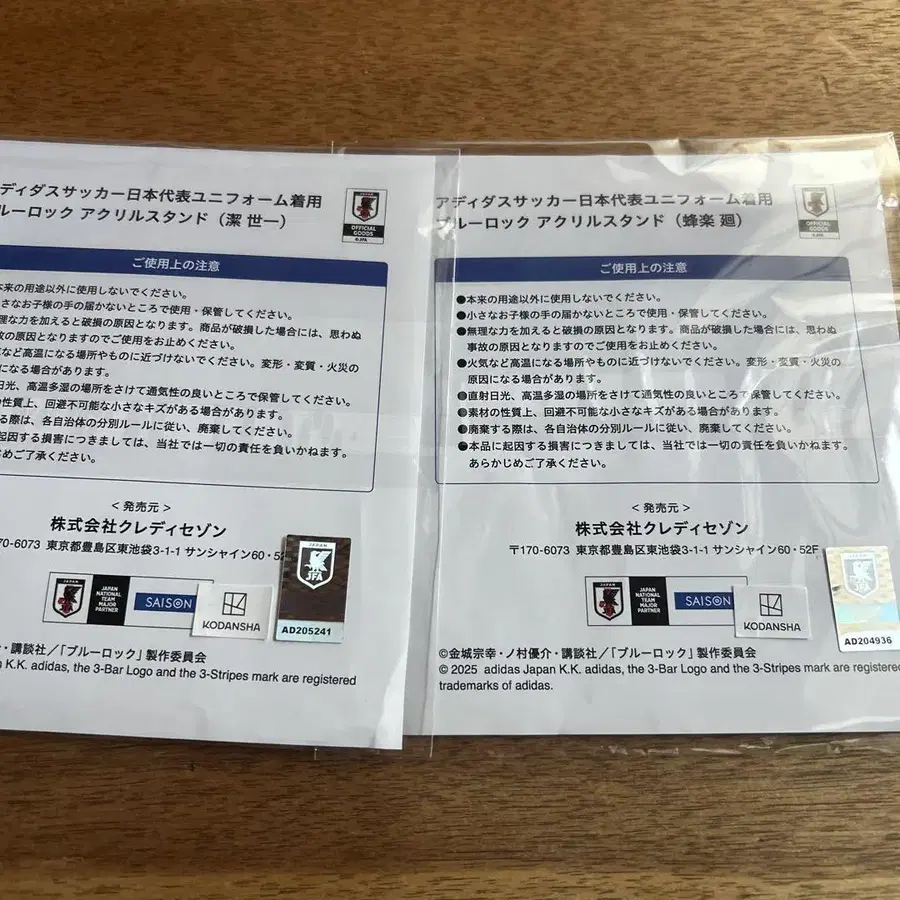 ディダスサッカー日本代表ユニフォーム着用
ルーロック アクリルスタンド（潔 世一）
JAPAN
OFFICIAL
GOODS
©JFA
ご使用上の注意
本来の用途以外に使用しないでください。
小さなお子様の手の届かないところで使用・保管してください。
理な力を加えると破損の原因となります。商品が破損した場合には、思わぬ
故の原因となりますのでご使用をお止めください。
など高温になる場所やものに近づけないでください。変形・変質・火災の
になる場合があります。
日光、高温多湿の場所をさけて通気性の良いところで保管してください。
性質上、回避不可能な小さなキズがある場合があります。
する際は、各自治体の分別ルールに従い、廃棄してください。
に起因する損害につきましては、当社では一切の責任を負いかねます。
じめご了承ください。
＜発売元＞
株式会社クレディセゾン
70-6073 東京都豊島区東池袋3-1-1 サンシャイン60・52
JAPAN
NATIONAL
TEAM
MAJOR
PARTNER
SAISON
KODANSHA
JAPAN
JFA
AD205241
・講談社／「ブルーロック」製作委員会
K.K. adidas, the 3-Bar Logo and the 3-Stripes mark are registered
アディダスサッカー日本代表ユニフォーム着用
ブルーロック アクリルスタンド（蜂楽 廻）
OFFICIAL
GOODS
©JFA
ご使用上の注意
●本来の用途以外に使用しないでください。
●小さなお子様の手の届かないところで使用・保管してください。
●無理な力を加えると破損の原因となります。商品が破損した場合には、思わぬ
事故の原因となりますのでご使用をお止めください。
●火気など高温になる場所やものに近づけないでください。変形・変質・火災の
原因になる場合があります。
●直射日光、高温多湿の場所をさけて通気性の良いところで保管してください。
●素材の性質上、回避不可能な小さなキズがある場合があります。
●廃棄する際は、各自治体の分別ルールに従い、廃棄してください。
●本品に起因する損害につきましては、当社では一切の責任を負いかねます。
あらかじめご了承ください。
＜発売元＞
株式会社クレディセゾン
〒170-6073 東京都豊島区東池袋3-1-1 サンシャイン60・52F
JAPAN
NATIONAL
TEAM
MAJOR
PARTNER
SAISON
KODANSHA
JFA
AD204936
©金城宗幸・ノ村優介・講談社／「ブルーロック」製作委員会
© 2025 adidas Japan K.K. adidas, the 3-Bar Logo and the 3-Stripes mark are registered
trademarks of adidas.